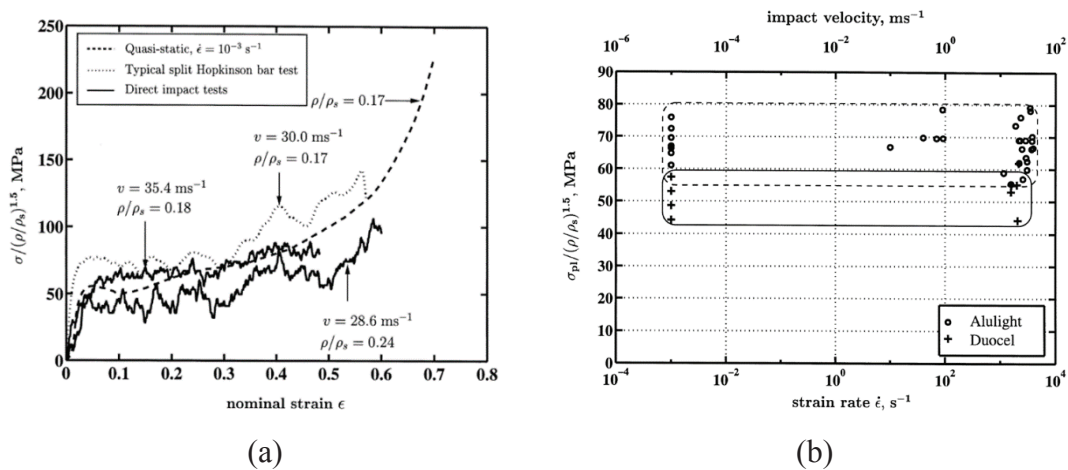 250
200
150
100
50
0
σ/(ρ/ρs)^1.5, MPa
Quasi-static, ε̇ = 10⁻³ s⁻¹
Typical split Hopkinson bar test
Direct impact tests
ρ/ρs = 0.17
v = 30.0 ms⁻¹
ρ/ρs = 0.17
v = 35.4 ms⁻¹
ρ/ρs = 0.18
v = 28.6 ms⁻¹
ρ/ρs = 0.24
0 0.1 0.2 0.3 0.4 0.5 0.6 0.7 0.8
nominal strain ϵ
(a)
impact velocity, ms⁻¹
10⁻⁶ 10⁻⁴ 10⁻² 10⁰ 10²
90
80
70
60
50
40
30
20
10
0
σpl/(ρ/ρs)^1.5, MPa
Alulight
Duocel
10⁻⁴ 10⁻² 10⁰ 10² 10⁴
strain rate ϵ̇, s⁻¹
(b)